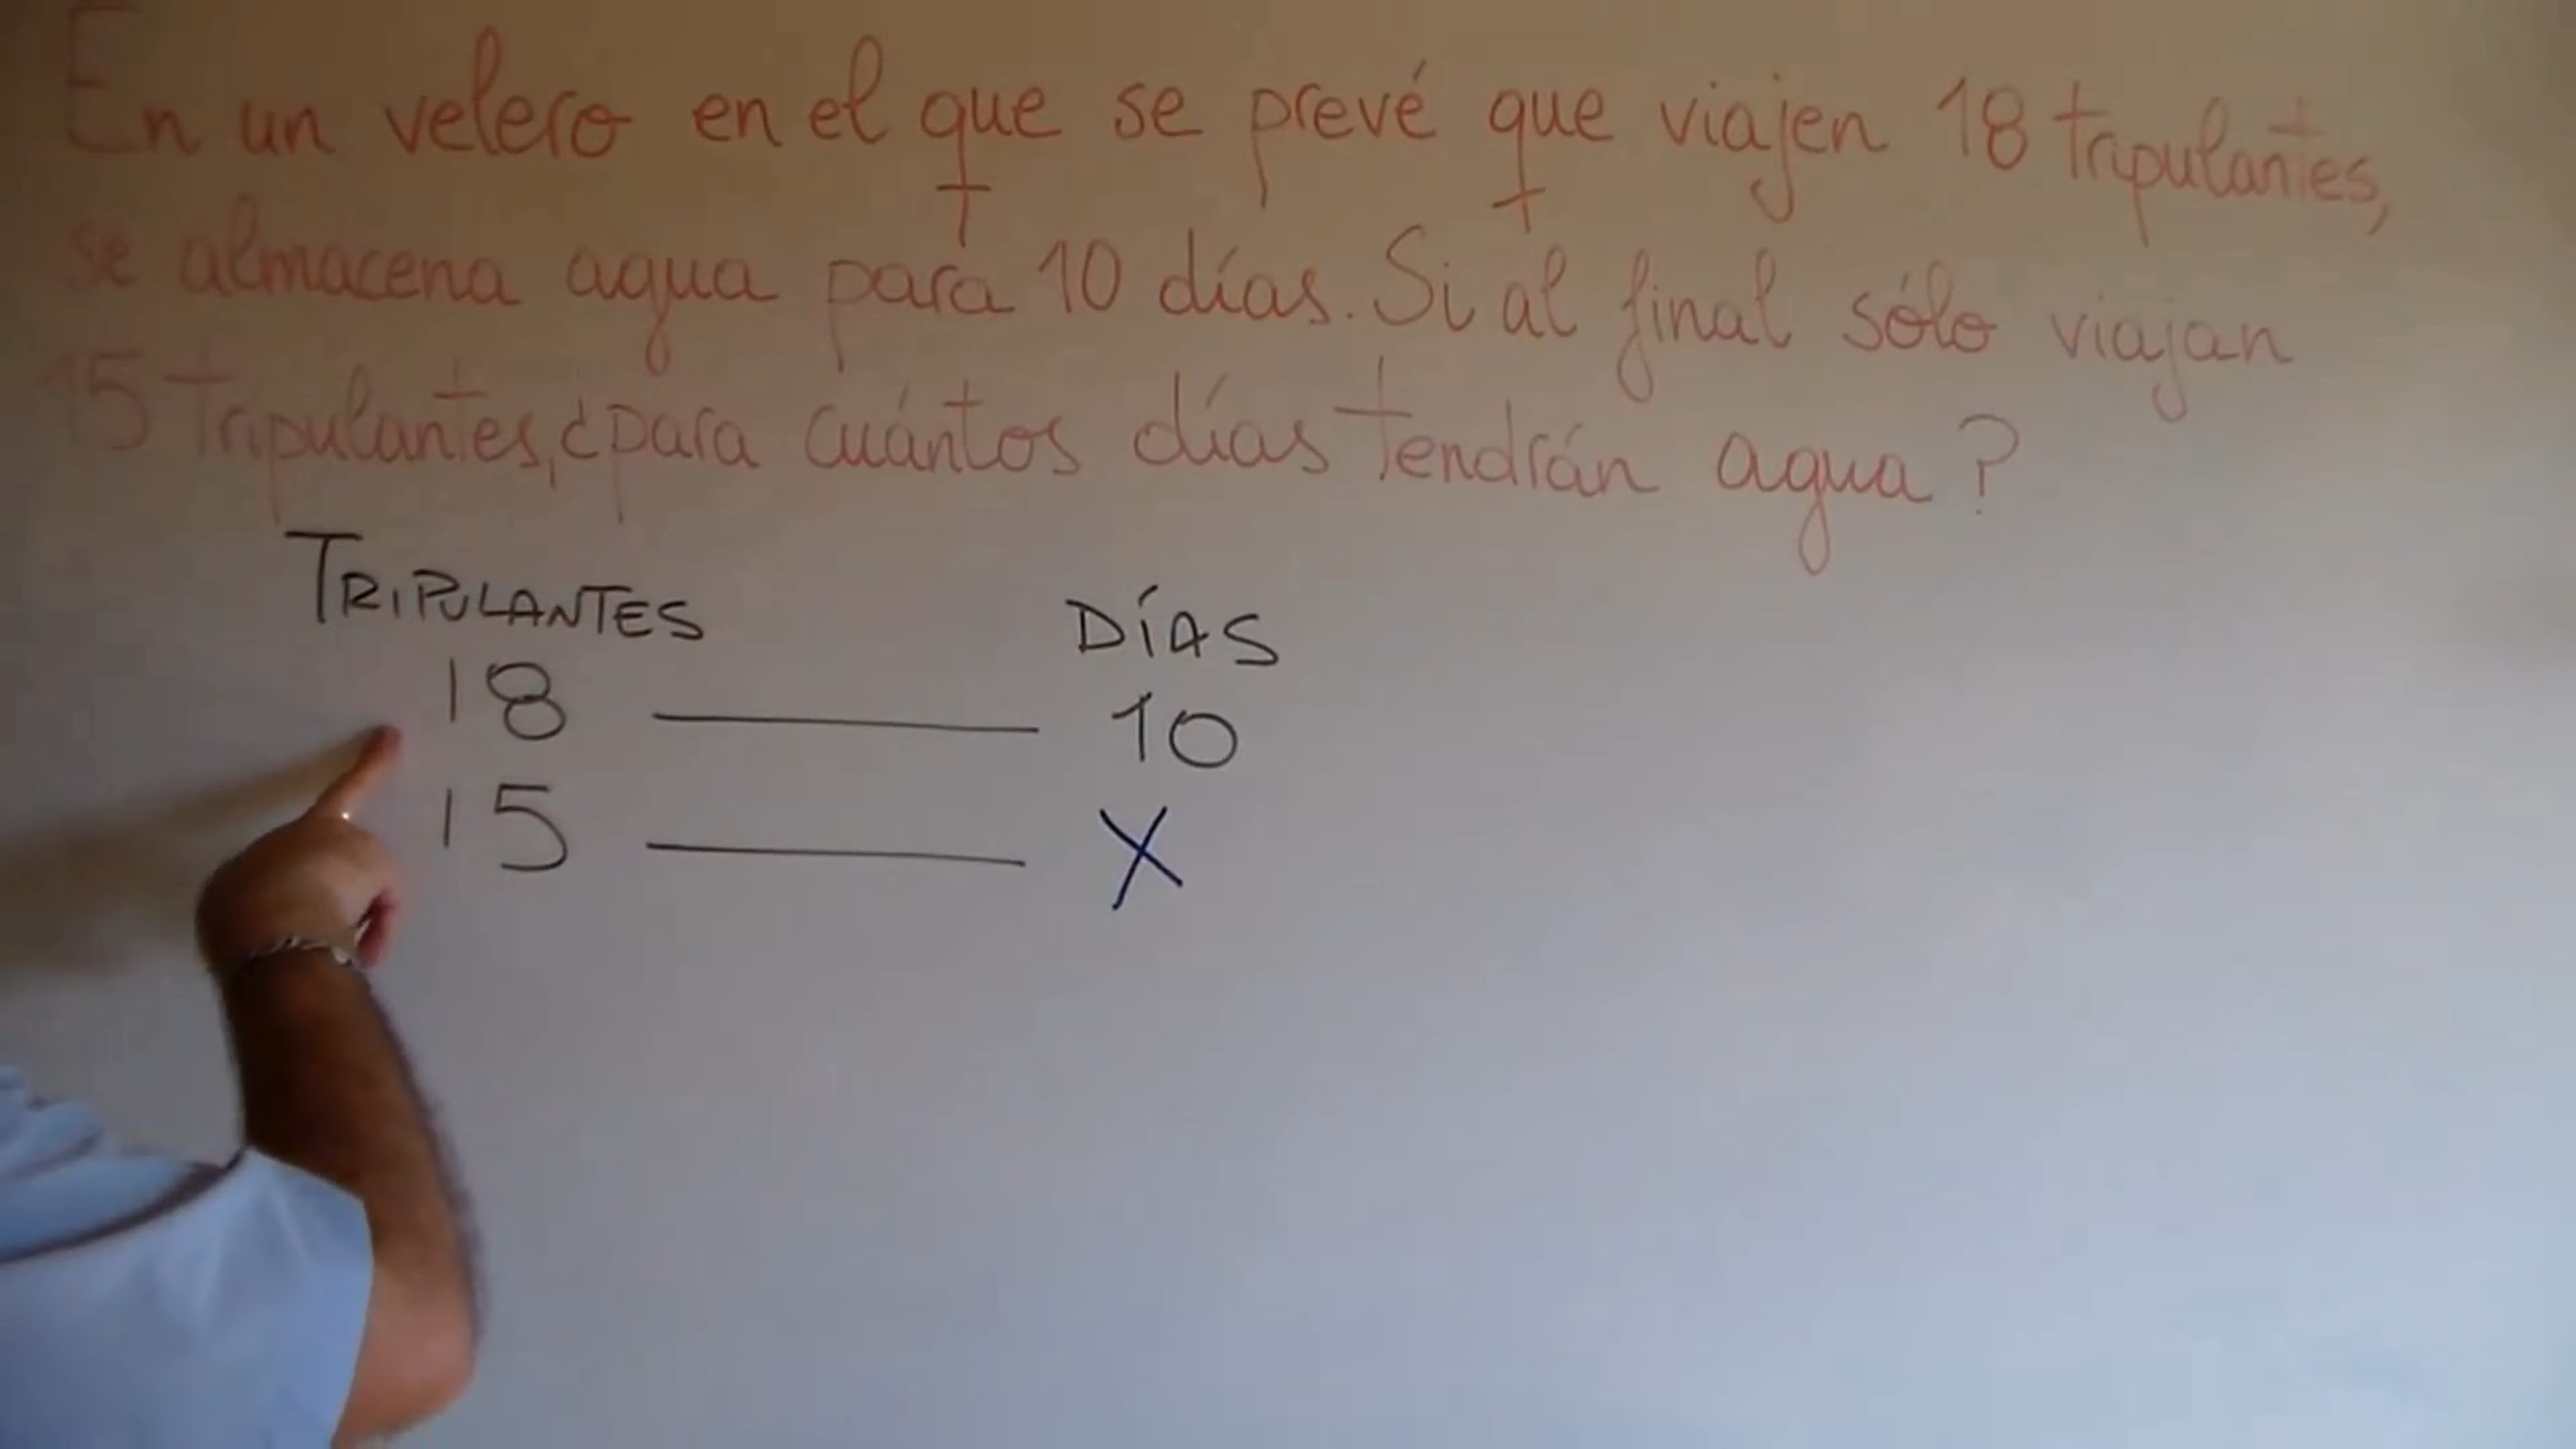 En un velero en el que se prevé que viajen 18 tripulantes,
se almacena agua para 10 días. Si al final sólo viajan
15 tripulantes, ¿para cuántos días tendrán agua?
TRIPULANTES DÍAS
18 10
15 X